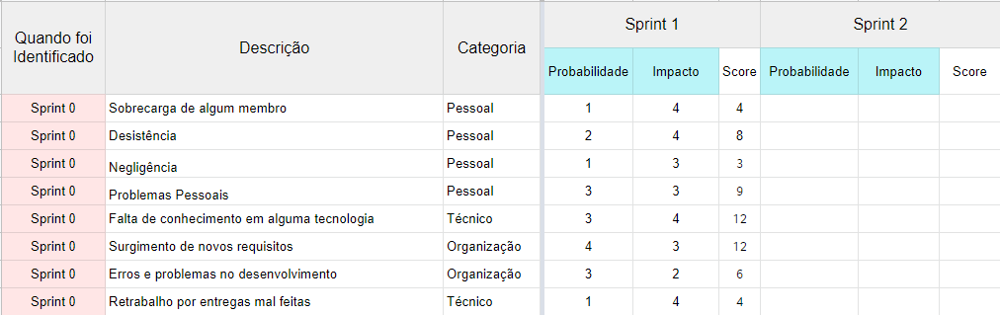 Quando foi Identificado Descrição Categoria Sprint 1 Sprint 2
Probabilidade Impacto Score Probabilidade Impacto Score
Sprint 0 Sobrecarga de algum membro Pessoal 1 4 4
Sprint 0 Desistência Pessoal 2 4 8
Sprint 0 Negligência Pessoal 1 3 3
Sprint 0 Problemas Pessoais Pessoal 3 3 9
Sprint 0 Falta de conhecimento em alguma tecnologia Técnico 3 4 12
Sprint 0 Surgimento de novos requisitos Organização 4 3 12
Sprint 0 Erros e problemas no desenvolvimento Organização 3 2 6
Sprint 0 Retrabalho por entregas mal feitas Técnico 1 4 4